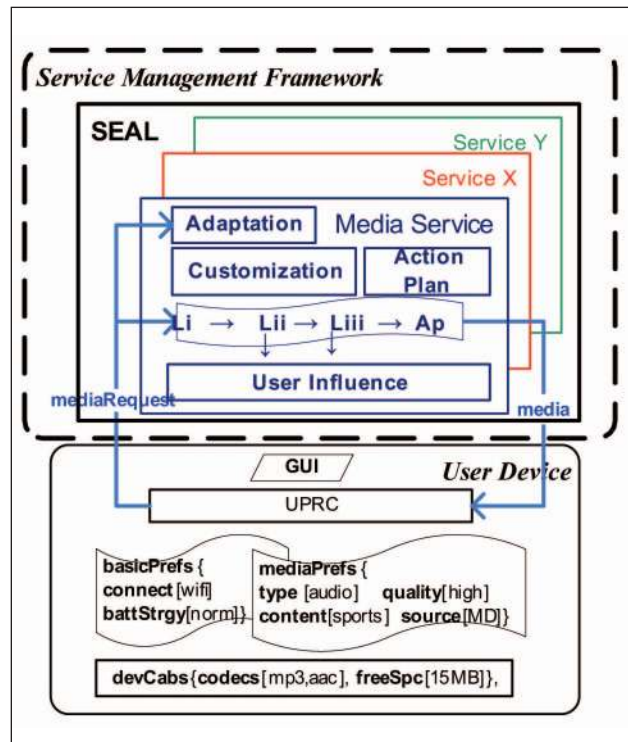 Service Management Framework
SEAL
Service Y
Service X
Adaptation
Media Service
Customization
Action Plan
Li → Lii → Liii → Ap
↓ ↓
User Influence
mediaRequest
media
GUI
User Device
UPRC
basicPrefs {
connect[wifi]
battStrgy[norm]}
mediaPrefs {
type [audio] quality[high]
content[sports] source[MD]}
devCabs{codecs[mp3,aac], freeSpc[15MB]},